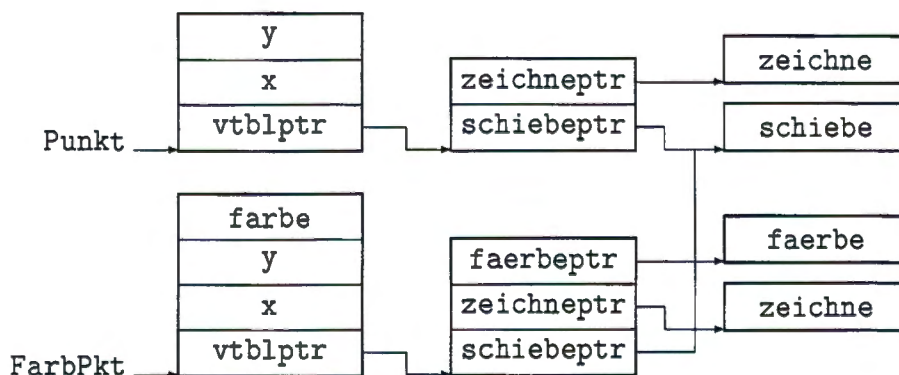 y
x
vtblptr
Punkt
zeichneptr
schiebeptr
zeichne
schiebe
farbe
y
x
vtblptr
FarbPkt
faerbeptr
zeichneptr
schiebeptr
faerbe
zeichne